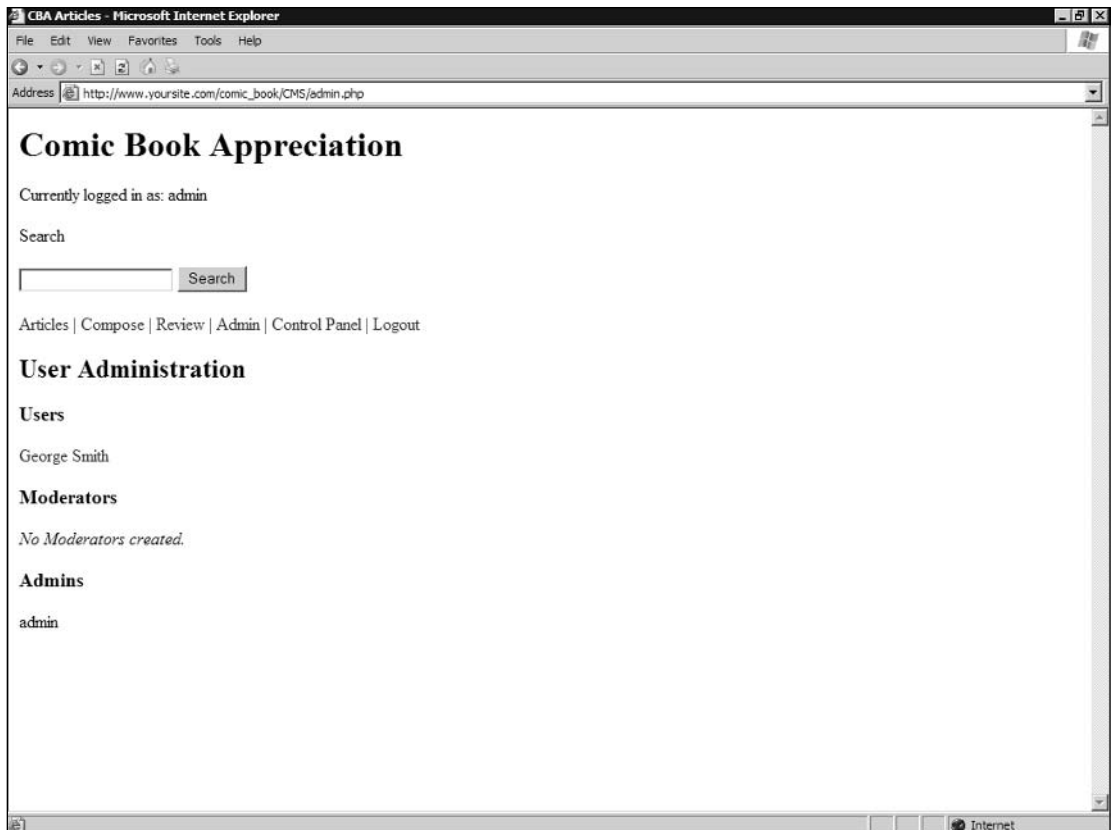 CBA Articles - Microsoft Internet Explorer
File Edit View Favorites Tools Help
Address http://www.yoursite.com/comic_book/CMS/admin.php
Comic Book Appreciation
Currently logged in as: admin
Search
Search
Articles | Compose | Review | Admin | Control Panel | Logout
User Administration
Users
George Smith
Moderators
No Moderators created.
Admins
admin
Internet